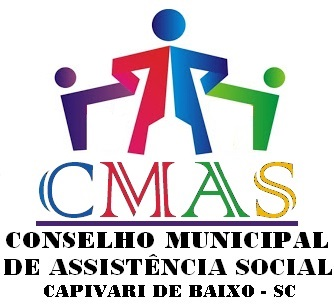 CMAS
CONSELHO MUNICIPAL
DE ASSISTÊNCIA SOCIAL
CAPIVARI DE BAIXO - SC